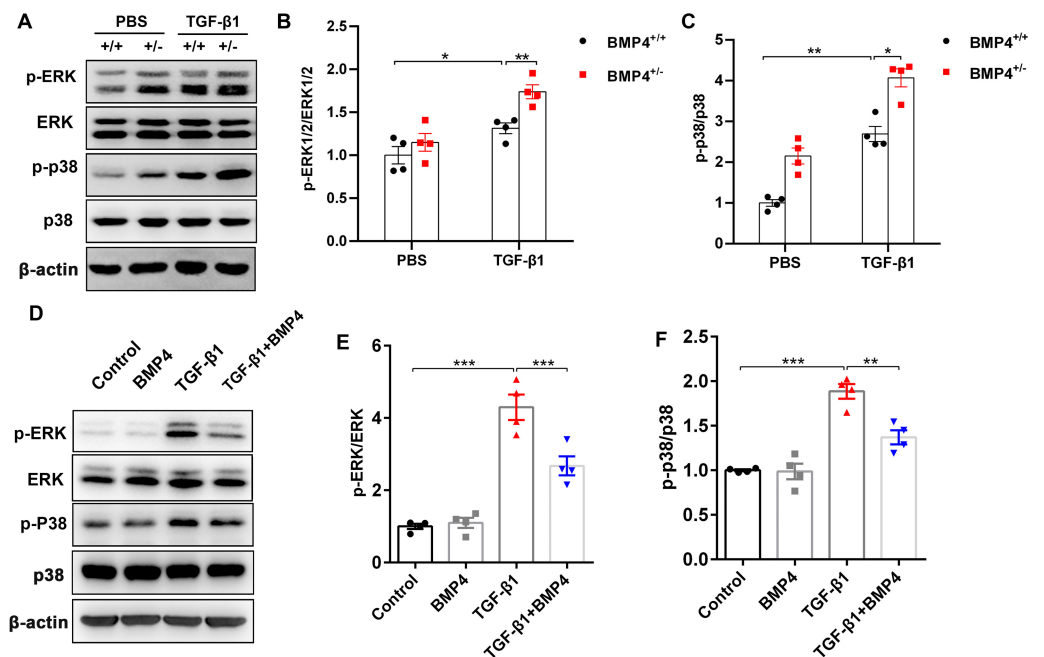 A
PBS TGF-β1
+/+ +/- +/+ +/-
p-ERK
ERK
p-p38
p38
β-actin
B
p-ERK1/2/ERK1/2
2.5
2.0
1.5
1.0
0.5
0.0
* **
BMP4+/+
BMP4+/-
PBS TGF-β1
C
p-p38/p38
5
4
3
2
1
0
** *
BMP4+/+
BMP4+/-
PBS TGF-β1
D
Control BMP4 TGF-β1 TGF-β1+BMP4
p-ERK
ERK
p-P38
p38
β-actin
E
p-ERK/ERK
6
4
2
0
*** ***
Control BMP4 TGF-β1 TGF-β1+BMP4
F
p-p38/p38
2.5
2.0
1.5
1.0
0.5
0.0
*** **
Control BMP4 TGF-β1 TGF-β1+BMP4